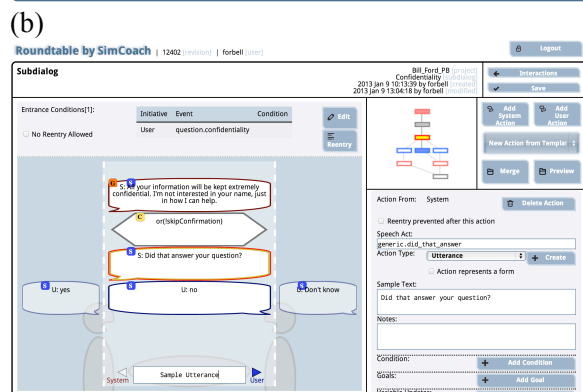 (b)
Roundtable by SimCoach | 12402 [revision] | forbell [user]
Logout
Subdialog
Bill_Ford_PB [project]
Confidentiality [subdialog]
2013 Jan 9 10:13:39 by forbell [created]
2013 Jan 9 13:04:18 by forbell [modified]
Interactions
Save
Entrance Conditions[1]:
No Reentry Allowed
Initiative Event Condition
User question.confidentiality
Edit
Reentry
Add System Action
Add User Action
New Action from Templat
Merge
Preview
S: All your information will be kept extremely
confidential. I'm not interested in your name, just
in how I can help.
C
or(!skipConfirmation)
S
S: Did that answer your question?
S
U: yes
S
U: no
S
U: Don't know
System
Sample Utterance
User
Action From: System
Delete Action
Reentry prevented after this action
Speech Act:
generic.did_that_answer
Action Type: Utterance
Create
Action represents a form
Sample Text:
Did that answer your question?
Notes:
Condition:
Add Condition
Goals:
Add Goal